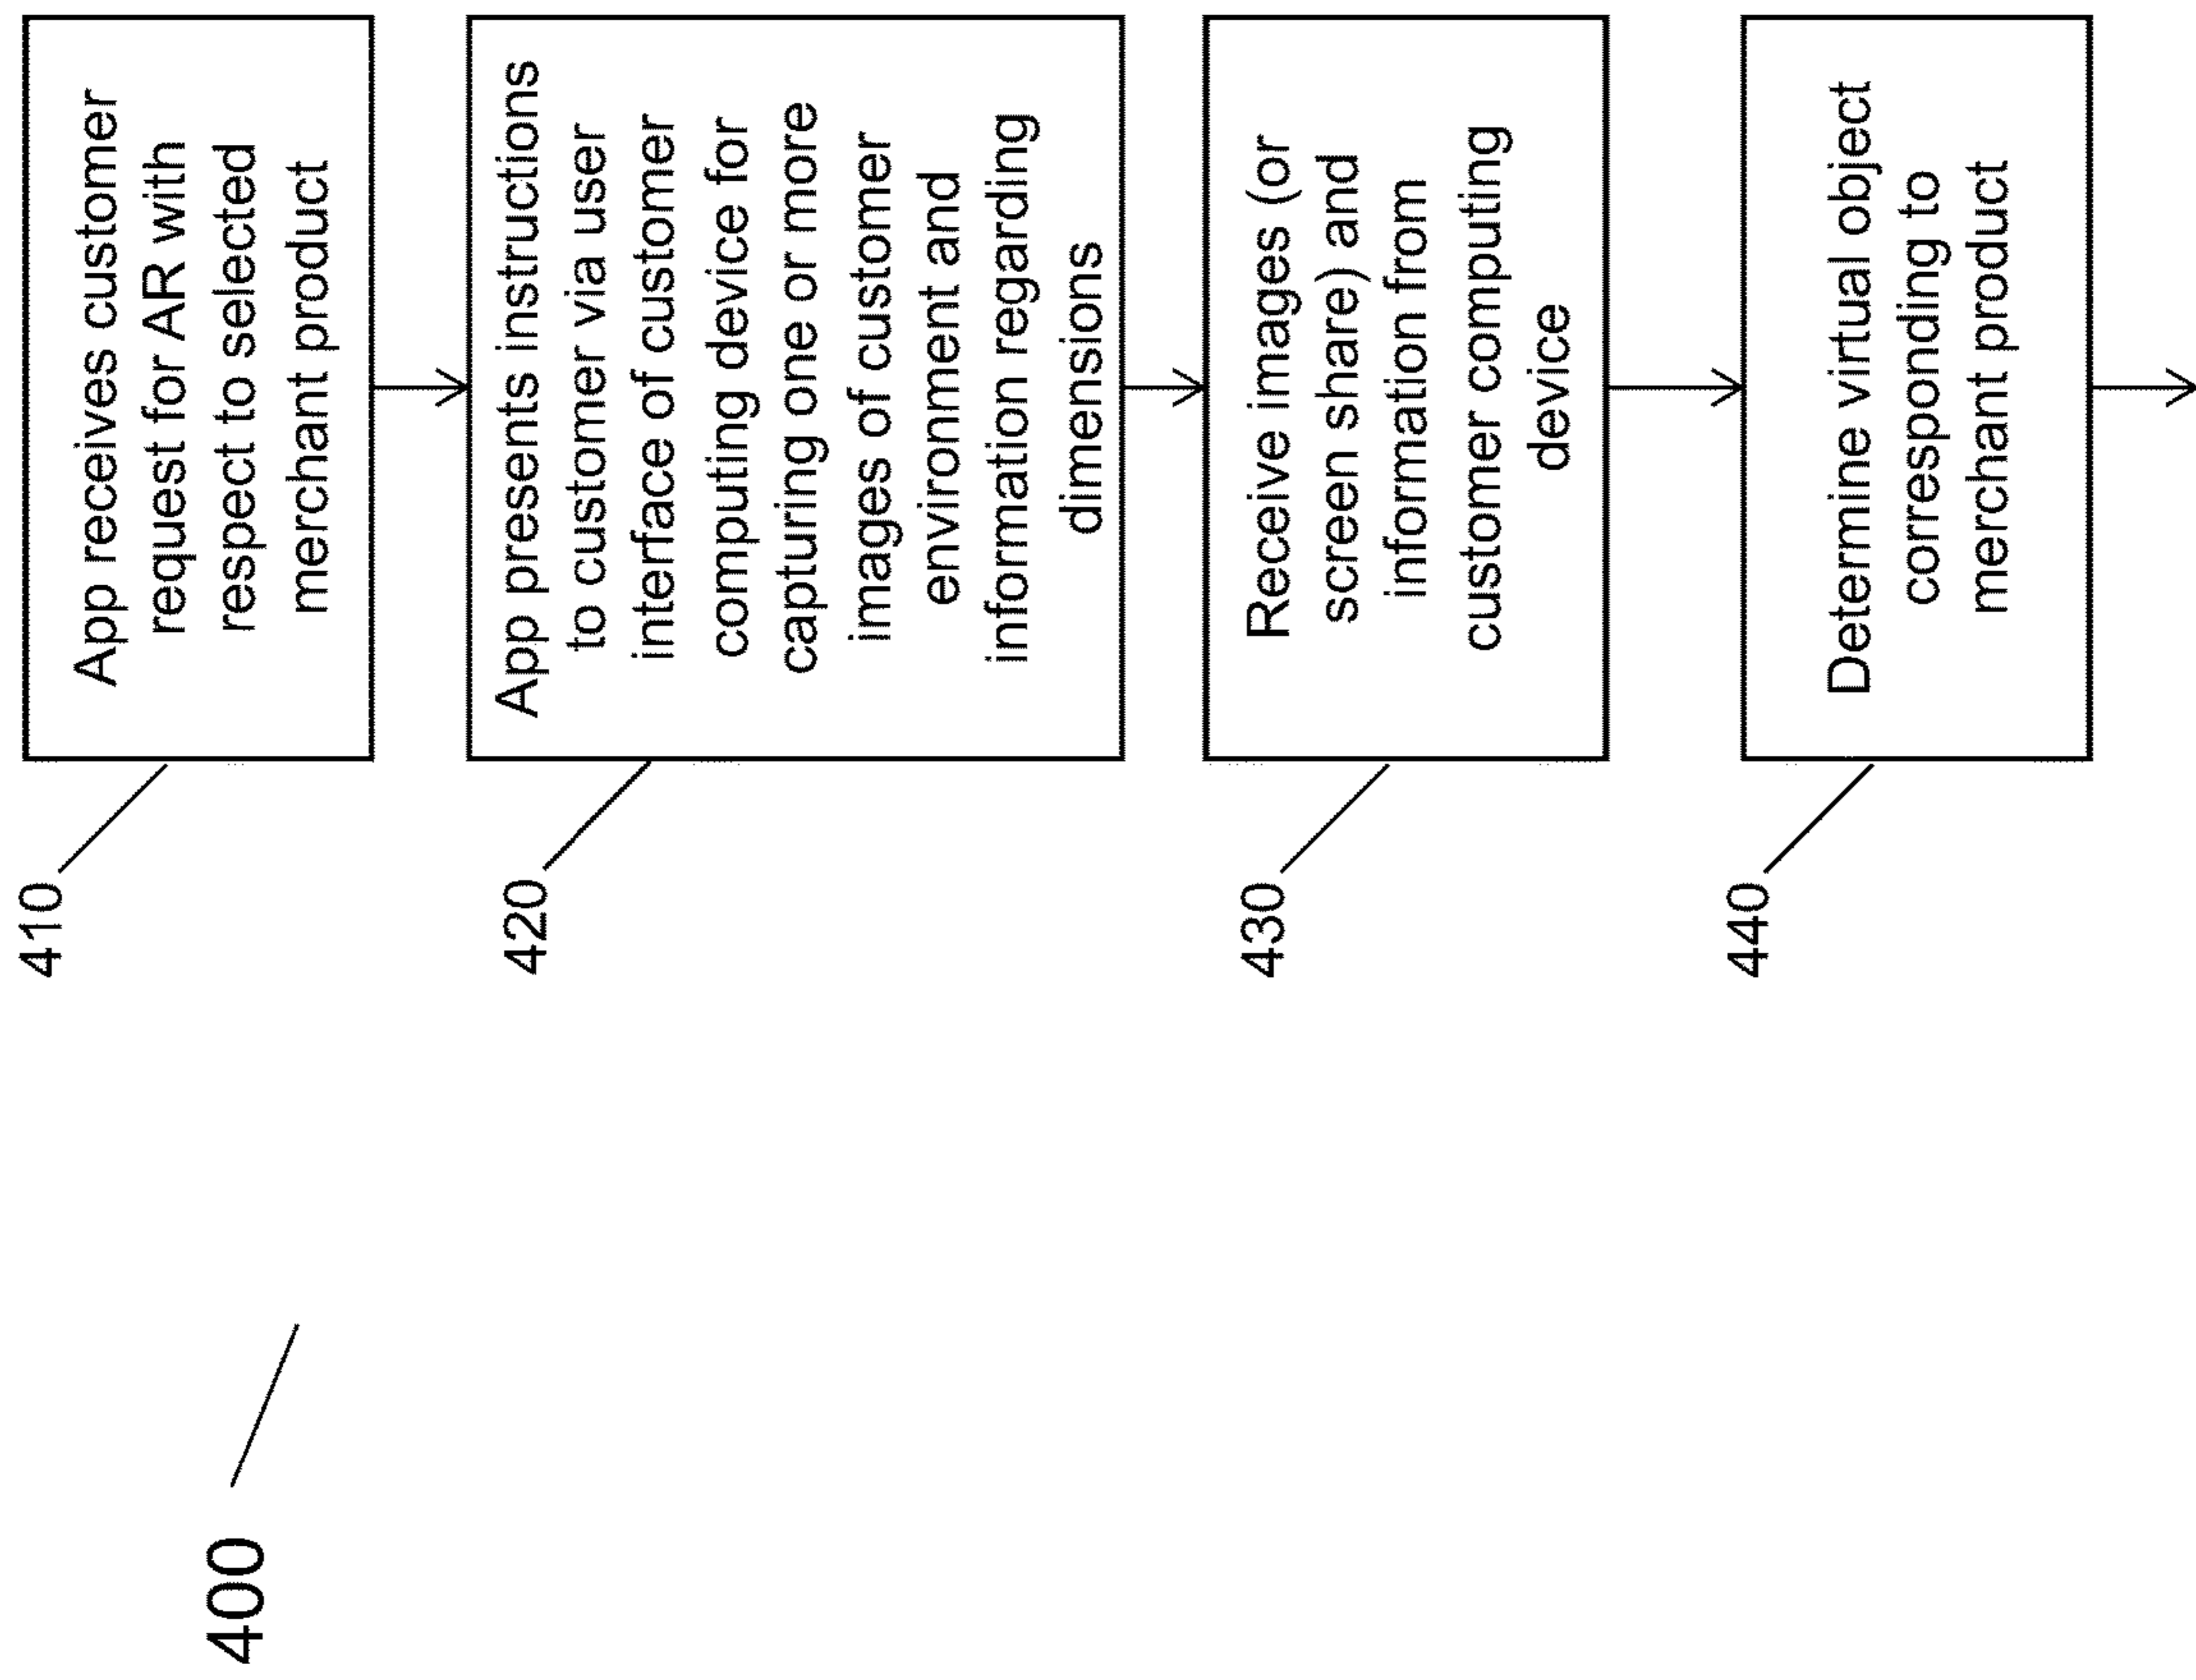 400
410
App receives customer
request for AR with
respect to selected
merchant product
420
App presents instructions
to customer via user
interface of customer
computing device for
capturing one or more
images of customer
environment and
information regarding
dimensions
430
Receive images (or
screen share) and
information from
customer computing
device
440
Determine virtual object
corresponding to
merchant product